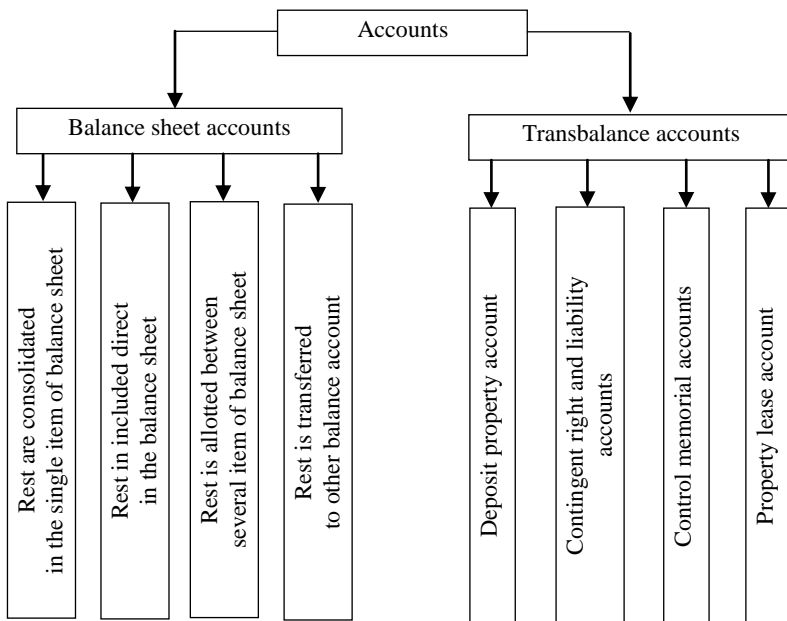 Accounts
Balance sheet accounts
Transbalance accounts
Rest are consolidated
in the single item of balance sheet
Rest in included direct
in the balance sheet
Rest is allotted between
several item of balance sheet
Rest is transferred
to other balance account
Deposit property account
Contingent right and liability
accounts
Control memorial accounts
Property lease account